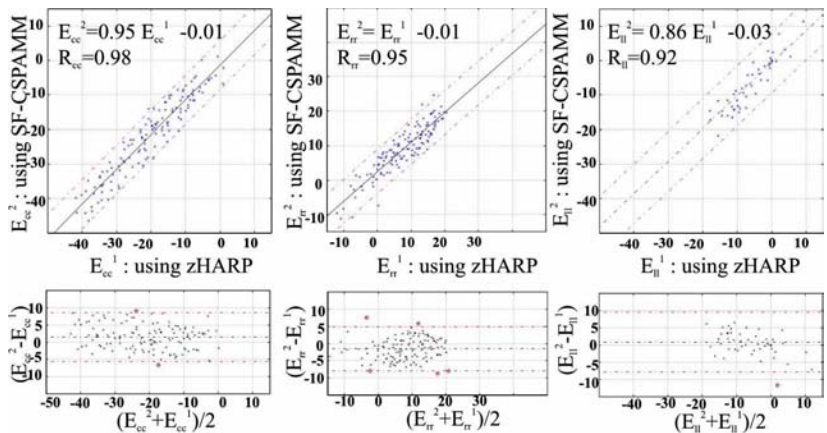 E_cc^2=0.95 E_cc^1 -0.01
R_cc=0.98
E_cc^2 : using SF-CSPAMM
10
0
-10
-20
-30
-40
-40 -30 -20 -10 0 10
E_cc^1 : using zHARP
E_rr^2= E_rr^1 -0.01
R_rr=0.95
E_rr^2 : using SF-CSPAMM
40
30
20
10
0
-10
-10 0 10 20 30
E_rr^1 : using zHARP
E_ll^2= 0.86 E_ll^1 -0.03
R_ll=0.92
E_ll^2 : using SF-CSPAMM
10
0
-10
-20
-30
-40
-40 -30 -20 -10 0 10
E_ll^1 : using zHARP
(E_cc^2-E_cc^1)
10
5
0
-5
-10
-40 -30 -20 -10 0 10
(E_cc^2+E_cc^1)/2
(E_rr^2-E_rr^1)
10
5
0
-5
-10
-10 0 10 20 30 40
(E_rr^2+E_rr^1)/2
(E_ll^2-E_ll^1)
10
5
0
-5
-10
-40 -30 -20 -10 0 10
(E_ll^2+E_ll^1)/2